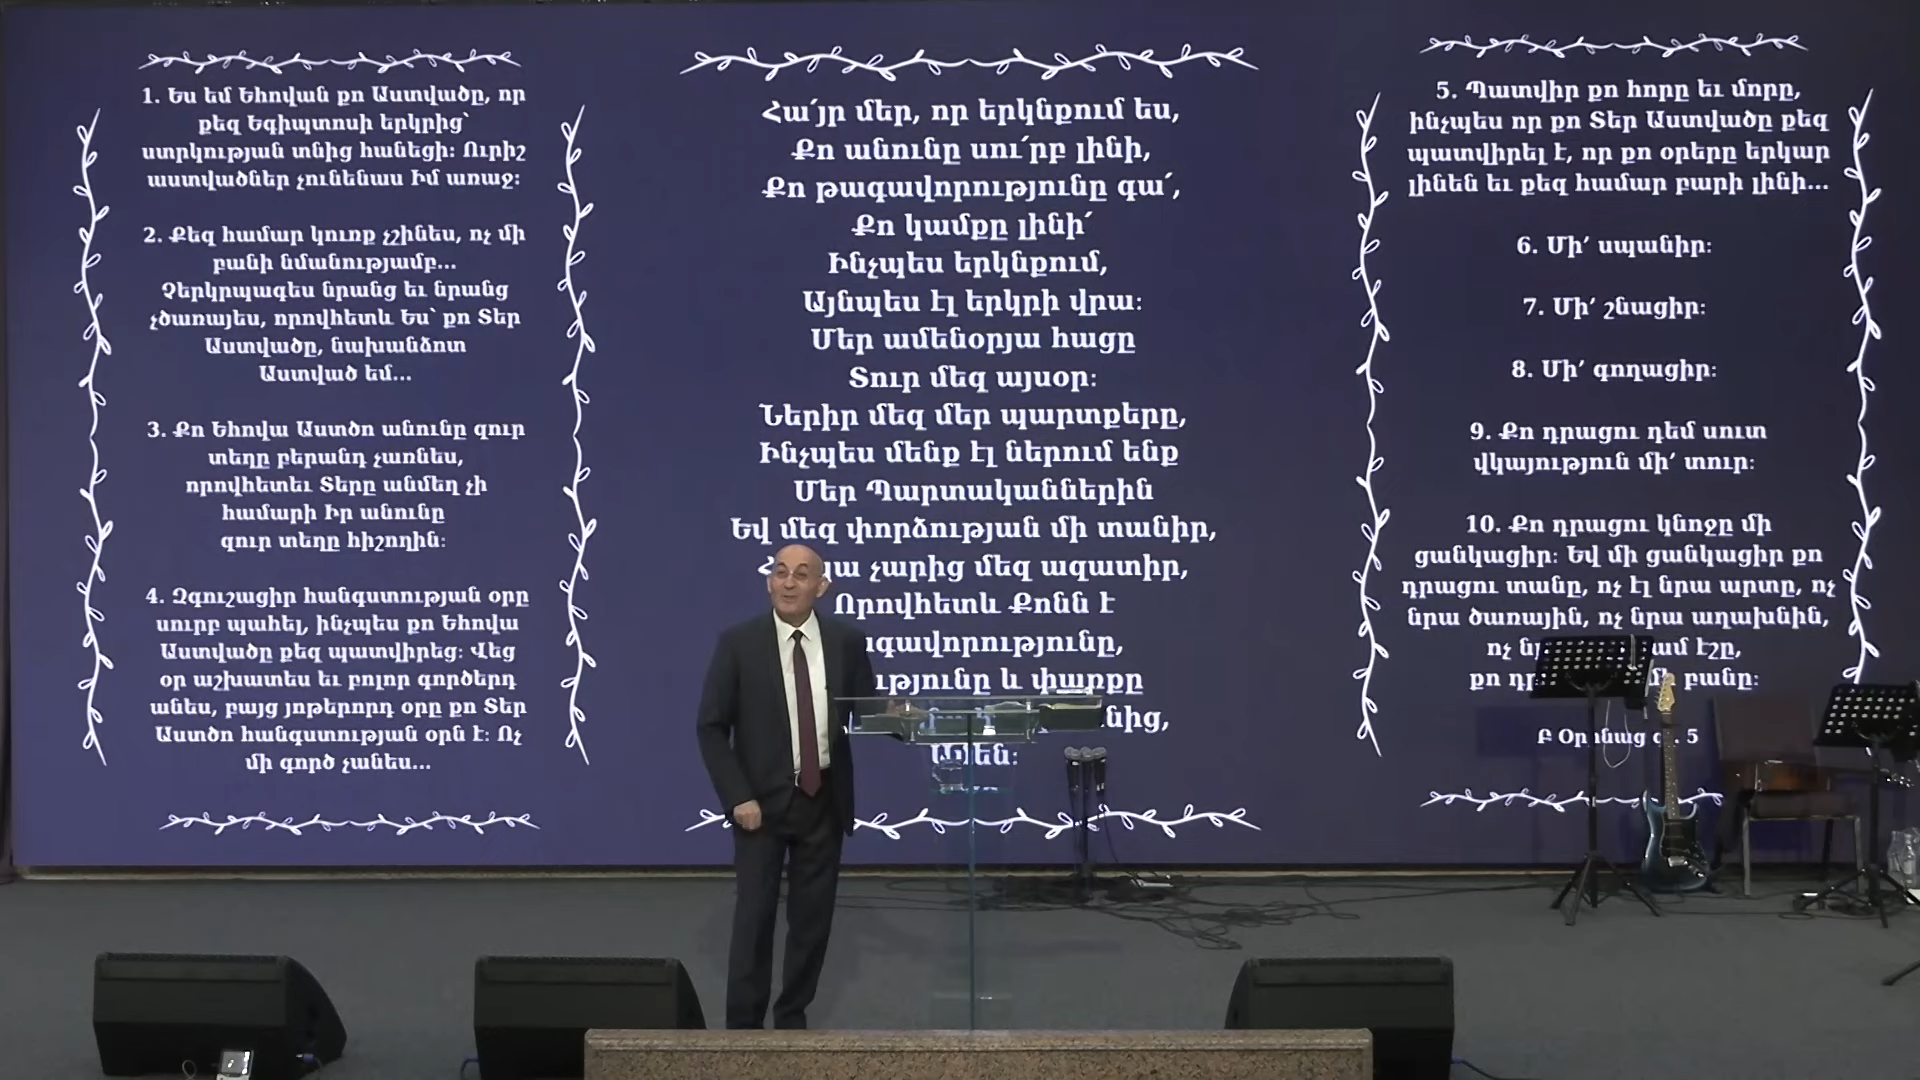 1. Ես եմ Եհովան քո Աստվածը, որ
քեզ Եգիպտոսի երկրից՝
ստրկության տնից հանեցի: Ուրիշ
աստվածներ չունենաս Իմ առաջ:
2. Քեզ համար կուռք չշինես, ոչ մի
բանի նմանությամբ...
Չերկրպագես նրանց եւ նրանց
չծառայես, որովհետև Ես՝ քո Տեր
Աստվածը, նախանձոտ
Աստված եմ...
3. Քո Եհովա Աստծո անունը զուր
տեղը բերանդ չառնես,
որովհետեւ Տերը անմեղ չի
համարի Իր անունը
զուր տեղը հիշողին:
4. Զգուշացիր հանգստության օրը
սուրբ պահել, ինչպես քո Եհովա
Աստվածը քեզ պատվիրեց: Վեց
օր աշխատես եւ բոլոր գործերդ
անես, բայց յոթերորդ օրը քո Տեր
Աստծո հանգստության օրն է: Ոչ
մի գործ չանես...
Հա՛յր մեր, որ երկնքում ես,
Քո անունը սու՛րբ լինի,
Քո թագավորությունը գա՛,
Քո կամքը լինի՛
Ինչպես երկնքում,
Այնպես էլ երկրի վրա:
Մեր ամենօրյա հացը
Տուր մեզ այսօր:
Ներիր մեզ մեր պարտքերը,
Ինչպես մենք էլ ներում ենք
Մեր Պարտականներին
Եվ մեզ փորձության մի տանիր,
չարից մեզ ազատիր,
Որովհետև Քոնն է
և փառքը
Ամեն:
5. Պատվիր քո հորը եւ մորը,
ինչպես որ քո Տեր Աստվածը քեզ
պատվիրել է, որ քո օրերը երկար
լինեն եւ քեզ համար բարի լինի...
6. Մի՛ սպանիր:
7. Մի՛ շնացիր:
8. Մի՛ գողացիր:
9. Քո դրացու դեմ սուտ
վկայություն մի՛ տուր:
10. Քո դրացու կնոջը մի
ցանկացիր: Եվ մի ցանկացիր քո
դրացու տանը, ոչ էլ նրա արտը, ոչ
նրա ծառային, ոչ նրա աղախնին,
ոչ էշը,
քո բանը:
Բ Օրինաց 5